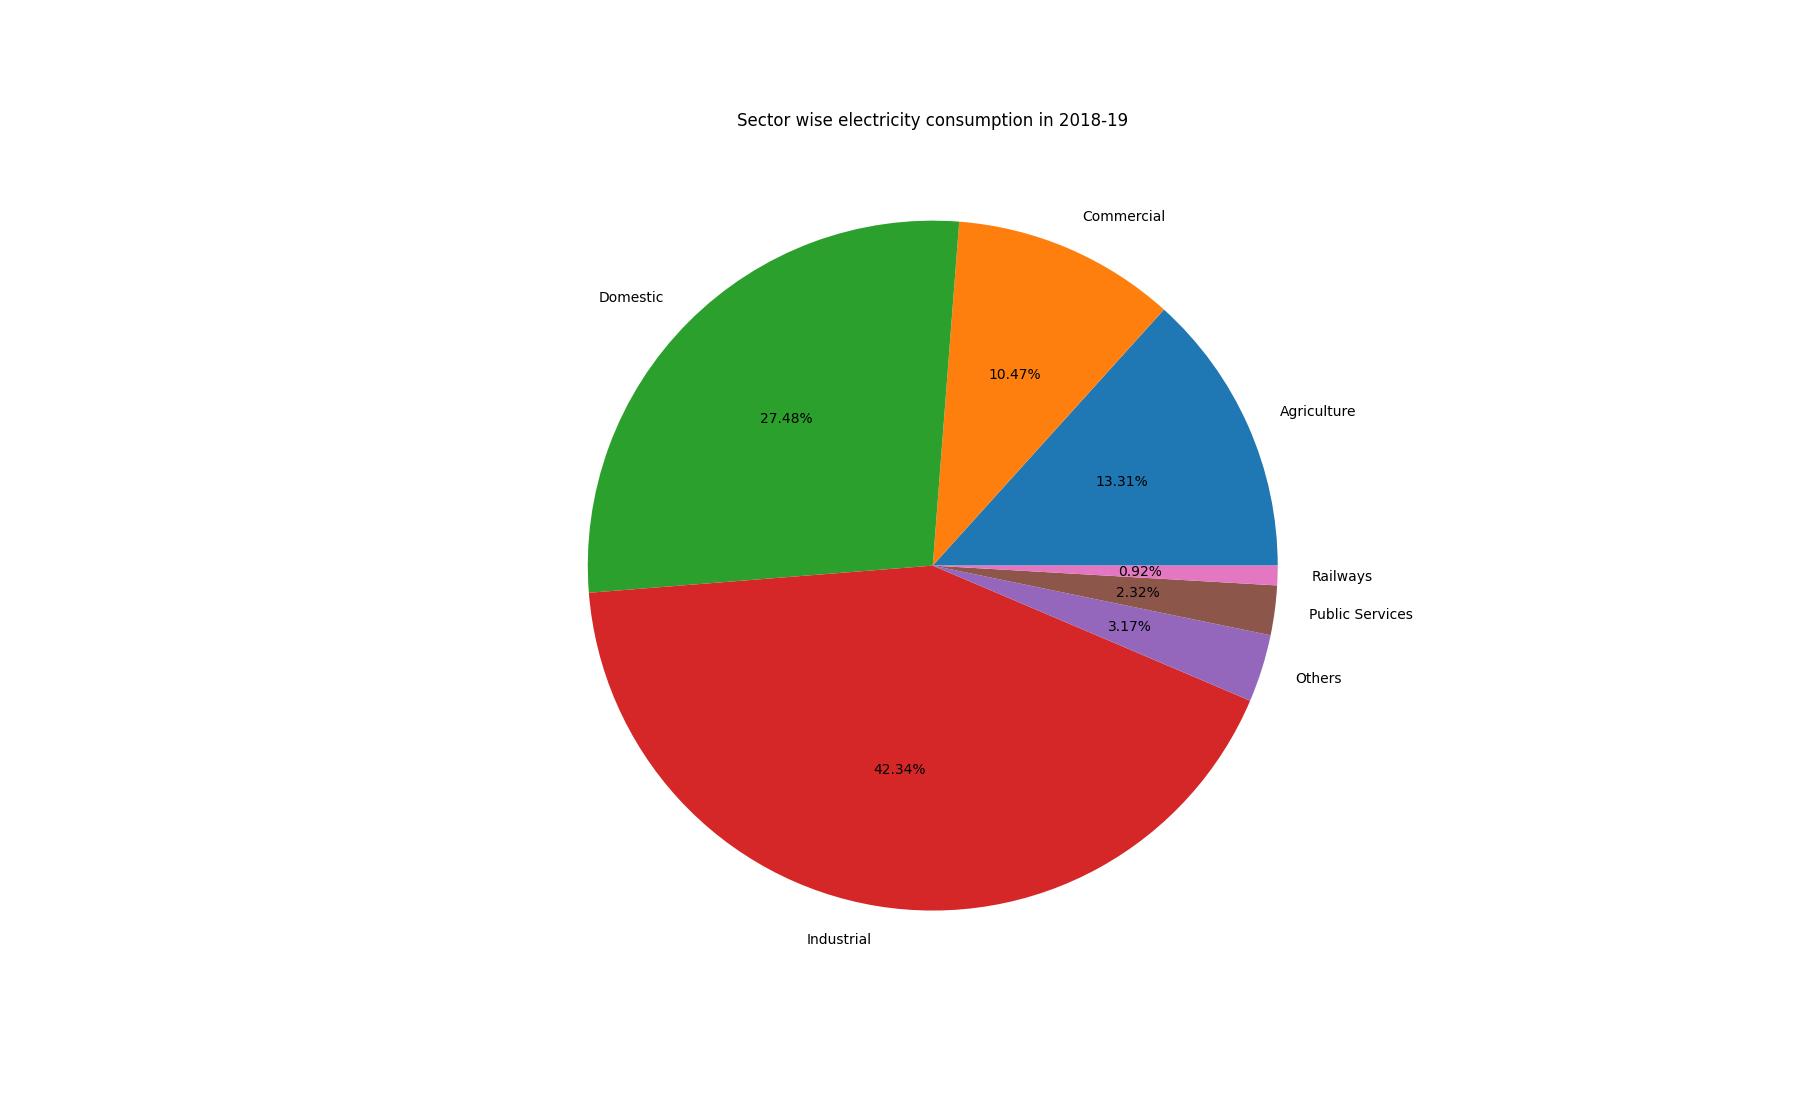 Sector wise electricity consumption in 2018-19
Commercial
Domestic
10.47%
Agriculture
27.48%
13.31%
0.92%
Railways
2.32%
Public Services
3.17%
Others
42.34%
Industrial